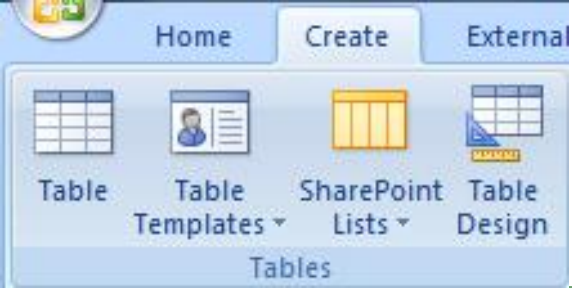 Home Create External
Table Table SharePoint Table
Templates Lists Design
Tables